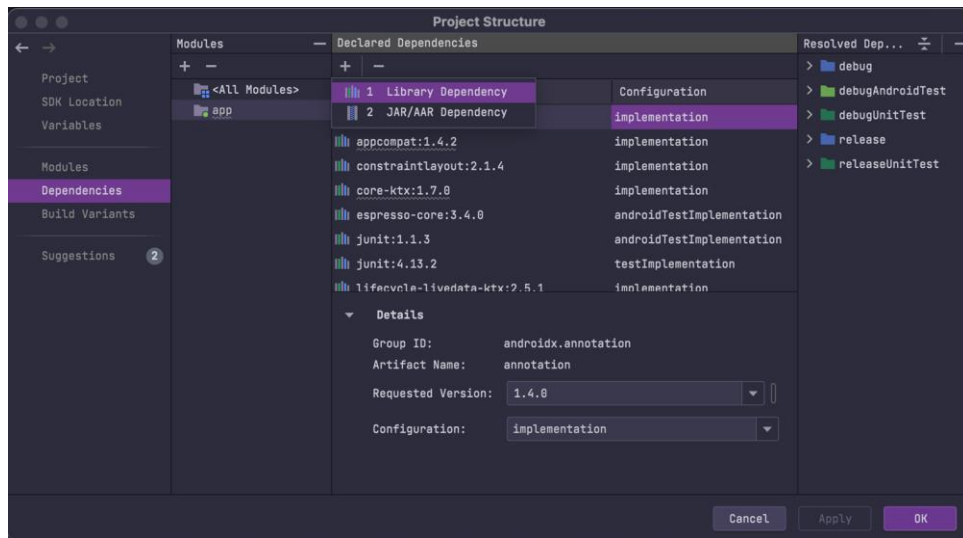 Project Structure
Project
SDK Location
Variables
Modules
Dependencies
Build Variants
Suggestions 2
Modules
<All Modules>
app
Declared Dependencies
1 Library Dependency
2 JAR/AAR Dependency
Configuration
implementation
appcompat:1.4.2 implementation
constraintlayout:2.1.4 implementation
core-ktx:1.7.0 implementation
espresso-core:3.4.0 androidTestImplementation
junit:1.1.3 androidTestImplementation
junit:4.13.2 testImplementation
lifecycle-livedata-ktx:2.5.1 implementation
Details
Group ID: androidx.annotation
Artifact Name: annotation
Requested Version: 1.4.0
Configuration: implementation
Resolved Dep...
debug
debugAndroidTest
debugUnitTest
release
releaseUnitTest
Cancel Apply OK